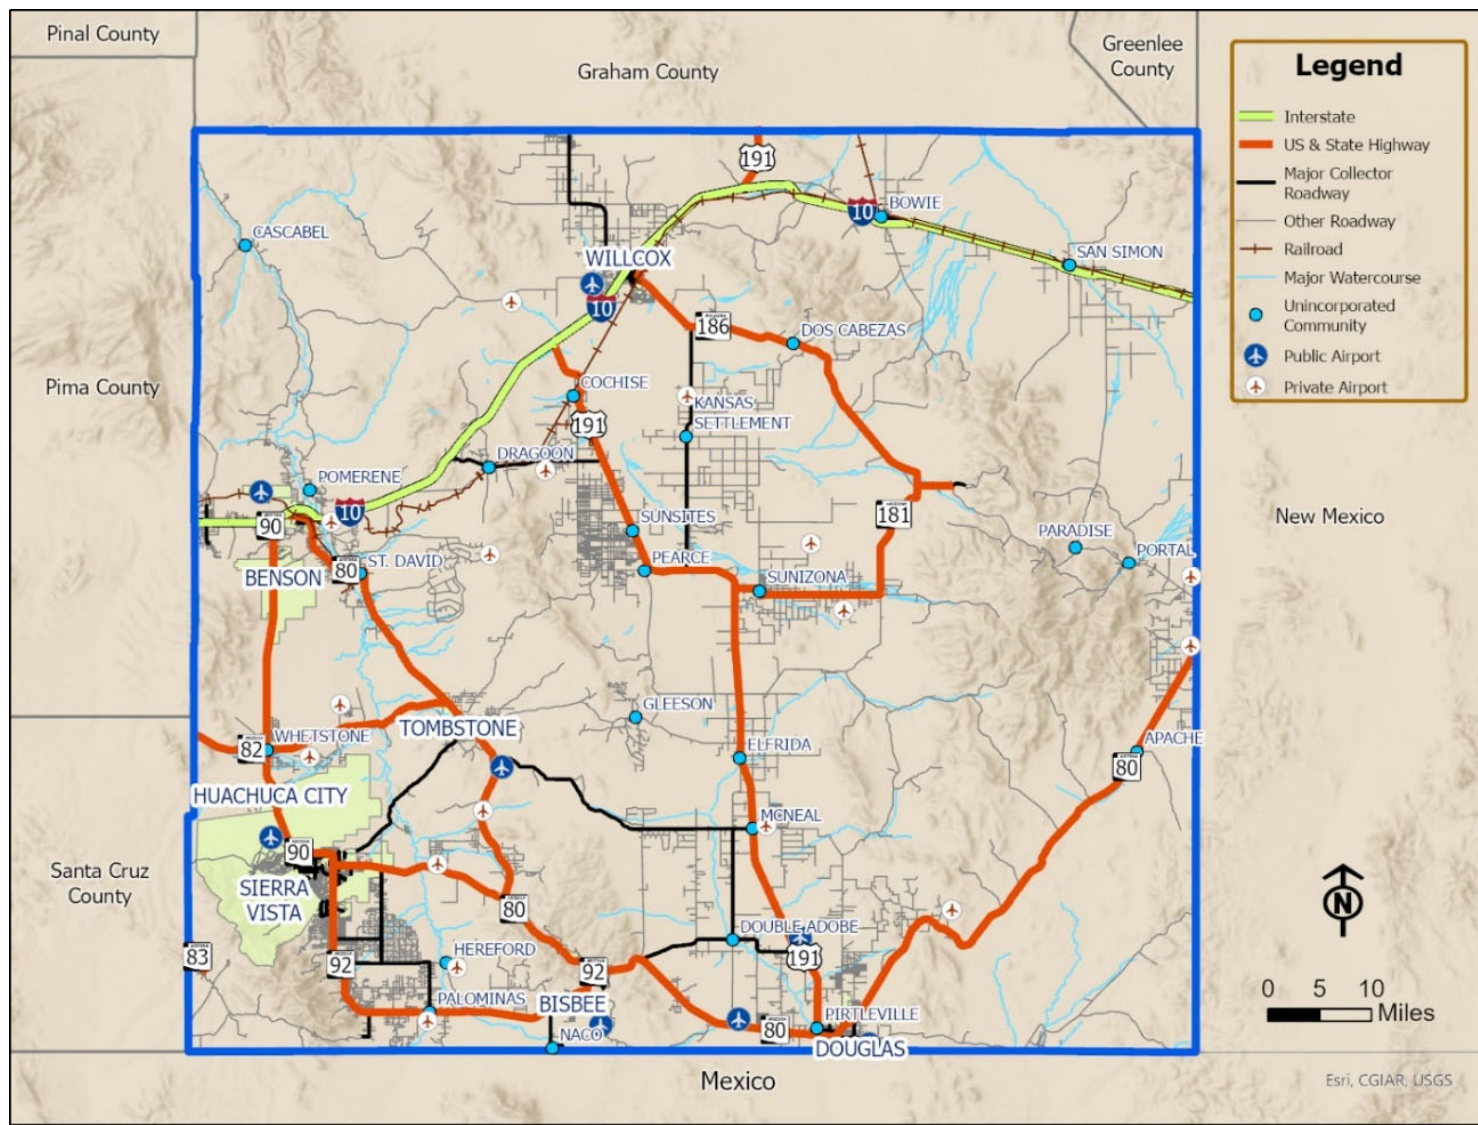 Pinal County
Graham County
Greenlee
County
Legend
Interstate
US & State Highway
Major Collector
Roadway
Other Roadway
Railroad
Major Watercourse
Unincorporated
Community
Public Airport
Private Airport
191
10
BOWIE
CASCABEL
SAN SIMON
WILLCOX
10
186
DOS CABEZAS
Pima County
COCHISE
KANSAS
SETTLEMENT
191
DRAGOON
POMERENE
10
90
181
SUNSITES
PARADISE
New Mexico
PEARCE
PORTAL
ST. DAVID
80
BENSON
SUNIZONA
GLEESON
TOMBSTONE
WHETSTONE
82
ELFRIDA
APACHE
80
HUACHUCA CITY
MCNEAL
90
Santa Cruz
County
SIERRA
VISTA
80
N
DOUBLE ADOBE
HEREFORD
83
92
92
191
PALOMINAS
BISBEE
0 5 10
Miles
PIRTLEVILLE
NACO
80
DOUGLAS
Mexico
Esri, CGIAR, USGS